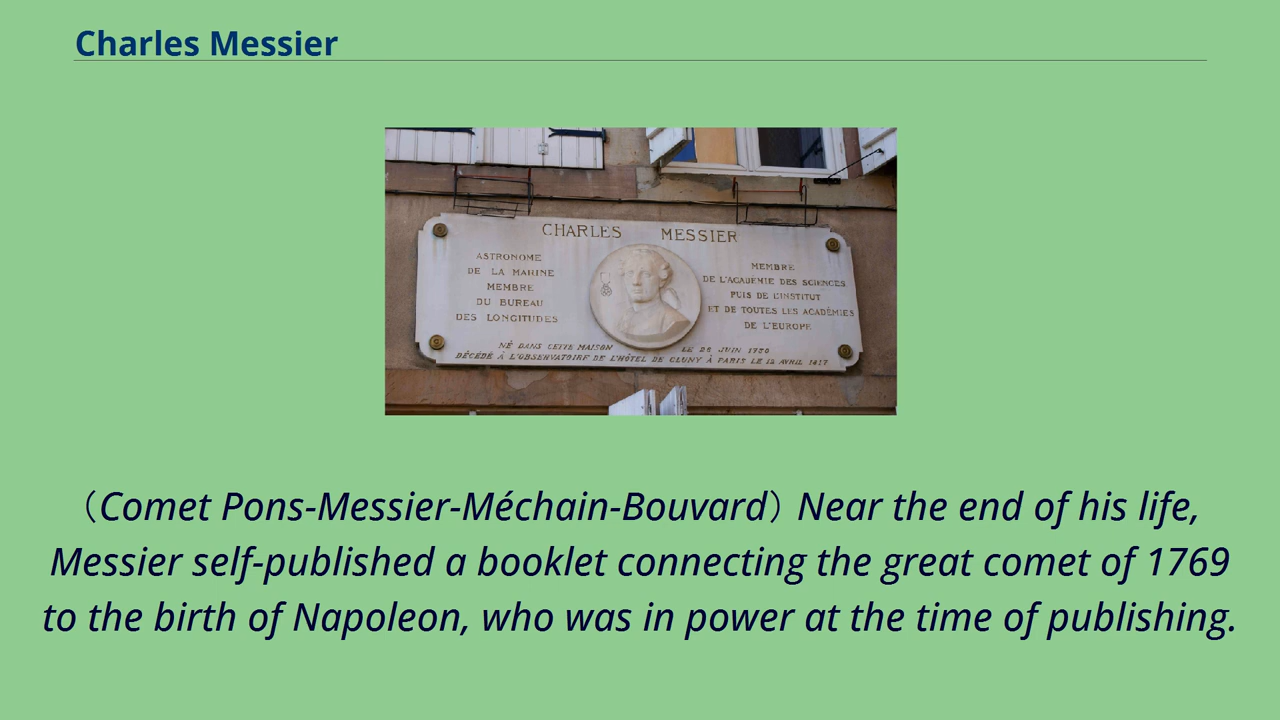 Charles Messier
CHARLES MESSIER
ASTRONOME
DE LA MARINE
MEMBRE
DU BUREAU
DES LONGITUDES
MEMBRE
DE L'ACADEMIE DES SCIENCES
PUIS DE L'INSTITUT
ET DE TOUTES LES ACADÉMIES
DE L'EUROPE
NÉ DANS CETTE MAISON LE 26 JUIN 1730
DÉCÉDÉ À L'OBSERVATOIRE DE L'HÔTEL DE CLUNY À PARIS LE 12 AVRIL 1817
（Comet Pons-Messier-Méchain-Bouvard）Near the end of his life,
Messier self-published a booklet connecting the great comet of 1769
to the birth of Napoleon, who was in power at the time of publishing.